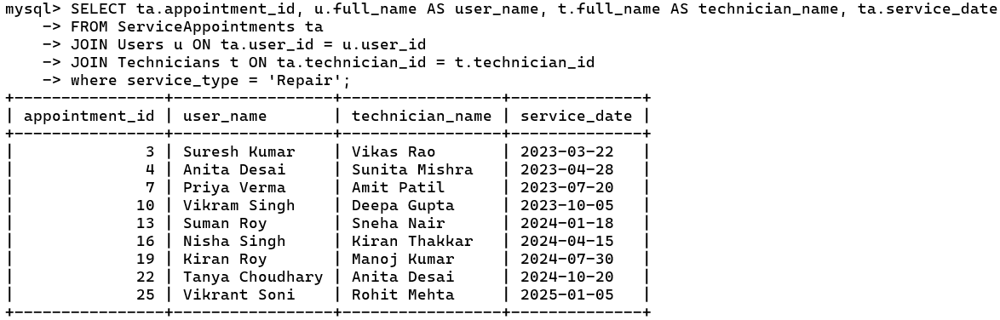 mysql> SELECT ta.appointment_id, u.full_name AS user_name, t.full_name AS technician_name, ta.service_date
    -> FROM ServiceAppointments ta
    -> JOIN Users u ON ta.user_id = u.user_id
    -> JOIN Technicians t ON ta.technician_id = t.technician_id
    -> where service_type = 'Repair';
+----------------+-----------------+-----------------+--------------+
| appointment_id | user_name       | technician_name | service_date |
+----------------+-----------------+-----------------+--------------+
|              3 | Suresh Kumar    | Vikas Rao       | 2023-03-22   |
|              4 | Anita Desai     | Sunita Mishra   | 2023-04-28   |
|              7 | Priya Verma     | Amit Patil      | 2023-07-20   |
|             10 | Vikram Singh    | Deepa Gupta     | 2023-10-05   |
|             13 | Suman Roy       | Sneha Nair      | 2024-01-18   |
|             16 | Nisha Singh     | Kiran Thakkar   | 2024-04-15   |
|             19 | Kiran Roy       | Manoj Kumar     | 2024-07-30   |
|             22 | Tanya Choudhary | Anita Desai     | 2024-10-20   |
|             25 | Vikrant Soni    | Rohit Mehta     | 2025-01-05   |
+----------------+-----------------+-----------------+--------------+